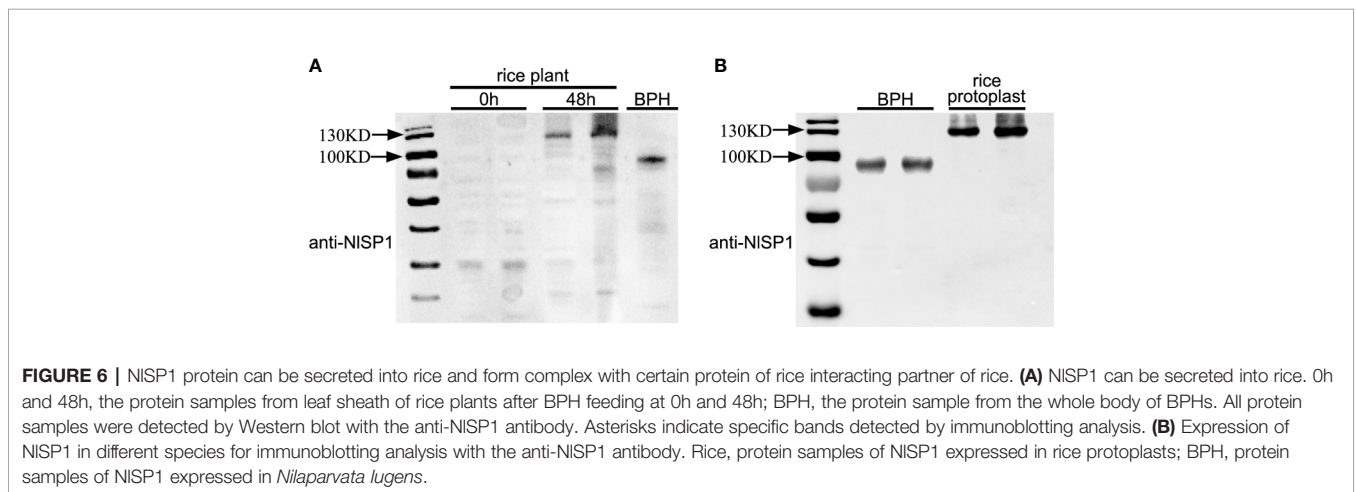 A
rice plant
0h 48h BPH
130KD
100KD
anti-NlSP1
B
BPH rice protoplast
130KD
100KD
anti-NlSP1
FIGURE 6 | NlSP1 protein can be secreted into rice and form complex with certain protein of rice interacting partner of rice. (A) NlSP1 can be secreted into rice. 0h
and 48h, the protein samples from leaf sheath of rice plants after BPH feeding at 0h and 48h; BPH, the protein sample from the whole body of BPHs. All protein
samples were detected by Western blot with the anti-NlSP1 antibody. Asterisks indicate specific bands detected by immunoblotting analysis. (B) Expression of
NlSP1 in different species for immunoblotting analysis with the anti-NlSP1 antibody. Rice, protein samples of NlSP1 expressed in rice protoplasts; BPH, protein
samples of NlSP1 expressed in Nilaparvata lugens.